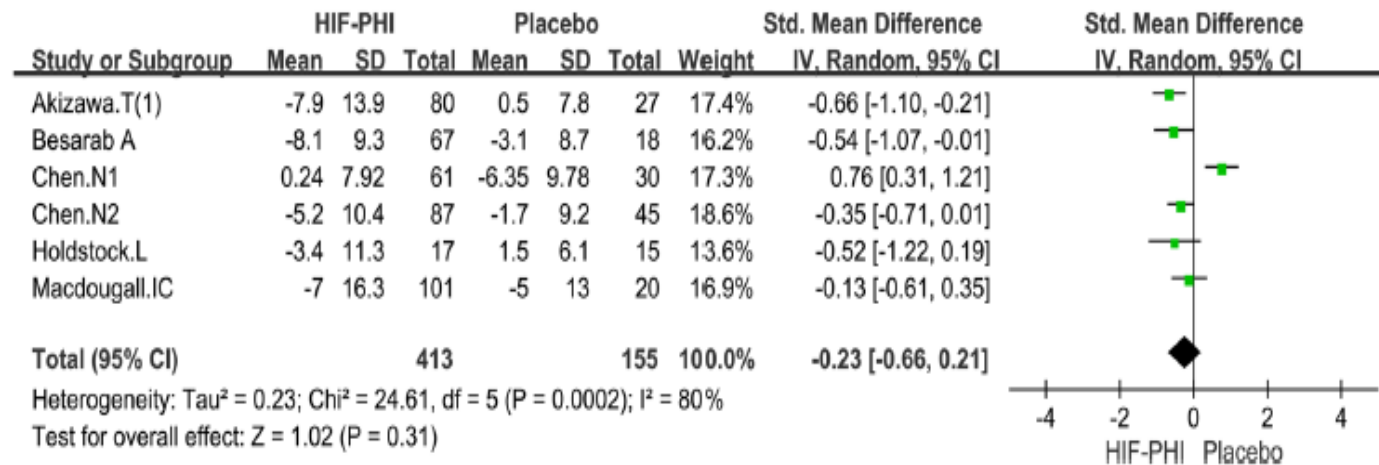 HIF-PHI Placebo Std. Mean Difference Std. Mean Difference
Study or Subgroup Mean SD Total Mean SD Total Weight IV, Random, 95% CI IV, Random, 95% CI
Akizawa.T(1) -7.9 13.9 80 0.5 7.8 27 17.4% -0.66 [-1.10, -0.21]
Besarab A -8.1 9.3 67 -3.1 8.7 18 16.2% -0.54 [-1.07, -0.01]
Chen.N1 0.24 7.92 61 -6.35 9.78 30 17.3% 0.76 [0.31, 1.21]
Chen.N2 -5.2 10.4 87 -1.7 9.2 45 18.6% -0.35 [-0.71, 0.01]
Holdstock.L -3.4 11.3 17 1.5 6.1 15 13.6% -0.52 [-1.22, 0.19]
Macdougall.IC -7 16.3 101 -5 13 20 16.9% -0.13 [-0.61, 0.35]
Total (95% CI) 413 155 100.0% -0.23 [-0.66, 0.21]
Heterogeneity: Tau² = 0.23; Chi² = 24.61, df = 5 (P = 0.0002); I² = 80%
Test for overall effect: Z = 1.02 (P = 0.31)
-4 -2 0 2 4
HIF-PHI Placebo